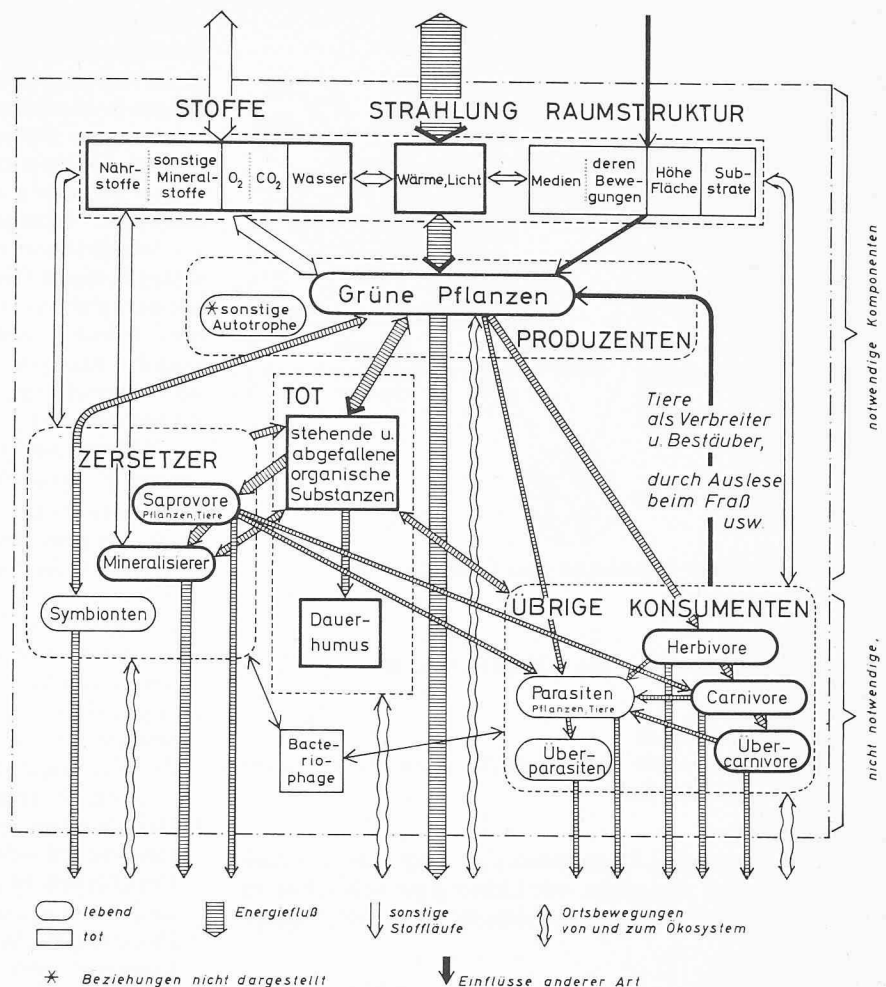 STOFFE STRAHLUNG RAUMSTRUKTUR
Nähr-
stoffe
sonstige
Mineral-
stoffe
O₂
CO₂
Wasser
Wärme, Licht
Medien
deren
Bewe-
gungen
Höhe
Fläche
Sub-
strate
Grüne Pflanzen
* sonstige
Autotrophe
PRODUZENTEN
notwendige Komponenten
Tiere
als Verbreiter
u. Bestäuber,
durch Auslese
beim Fraß
usw.
TOT
stehende u.
abgefallene
organische
Substanzen
ZERSETZER
Saprovore
Pflanzen, Tiere
Mineralisierer
Symbionten
Dauer-
humus
Bacte-
rio-
phage
ÜBRIGE KONSUMENTEN
Herbivore
Parasiten
Pflanzen, Tiere
Carnivore
Über-
parasiten
Über-
carnivore
nicht notwendige,
lebend
tot
Energiefluß
sonstige
Stoffläufe
Ortsbewegungen
von und zum Ökosystem
* Beziehungen nicht dargestellt
Einflüsse anderer Art